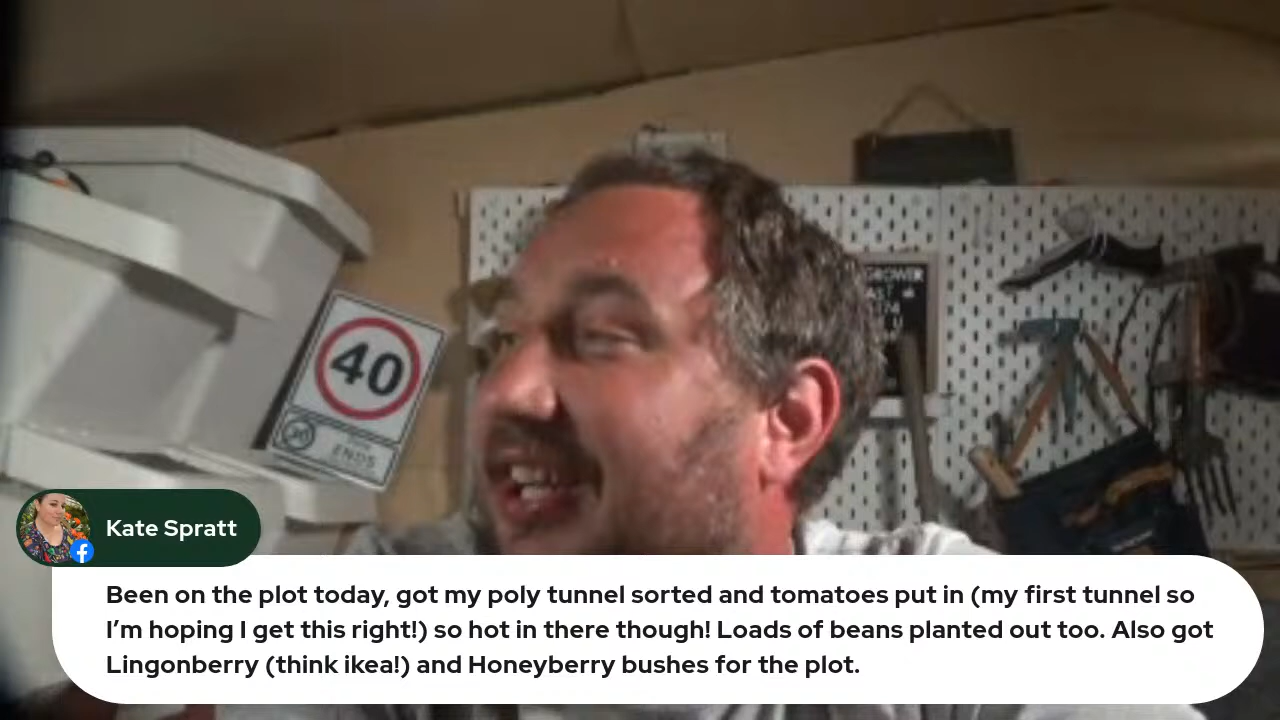 GROWER
40
ENDS
Kate Spratt
Been on the plot today, got my poly tunnel sorted and tomatoes put in (my first tunnel so
I'm hoping I get this right!) so hot in there though! Loads of beans planted out too. Also got
Lingonberry (think ikea!) and Honeyberry bushes for the plot.